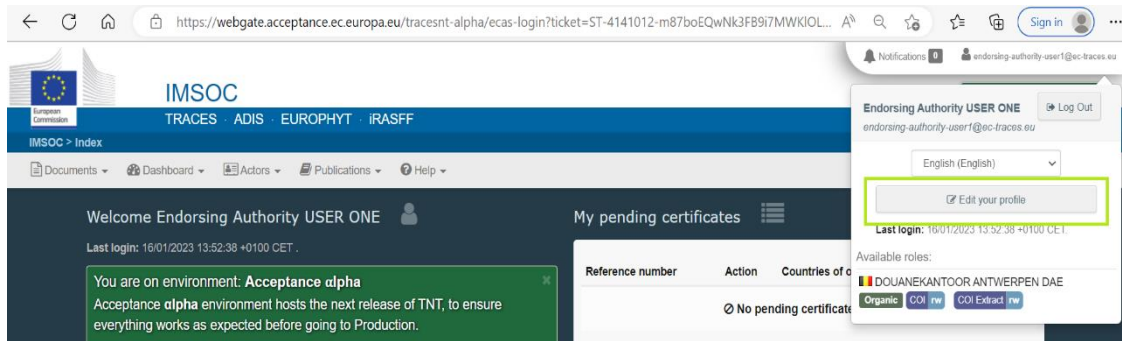 https://webgate.acceptance.ec.europa.eu/tracesnt-alpha/ecas-login?ticket=ST-4141012-m87boEQwNk3FB9i7MWKlOL...
Sign in
Notifications 0 endorsing-authority-user1@ec-traces.eu
European
Commission
IMSOC
TRACES · ADIS · EUROPHYT · iRASFF
IMSOC > Index
Documents Dashboard Actors Publications Help
Endorsing Authority USER ONE
Log Out
endorsing-authority-user1@ec-traces.eu
English (English)
Edit your profile
Last login: 16/01/2023 13:52:38 +0100 CET.
Available roles:
DOUANEKANTOOR ANTWERPEN DAE
Organic COI rw COI Extract rw
Welcome Endorsing Authority USER ONE
Last login: 16/01/2023 13:52:38 +0100 CET .
You are on environment: Acceptance αlpha
Acceptance αlpha environment hosts the next release of TNT, to ensure
everything works as expected before going to Production.
My pending certificates
Reference number Action Countries of o
No pending certificate